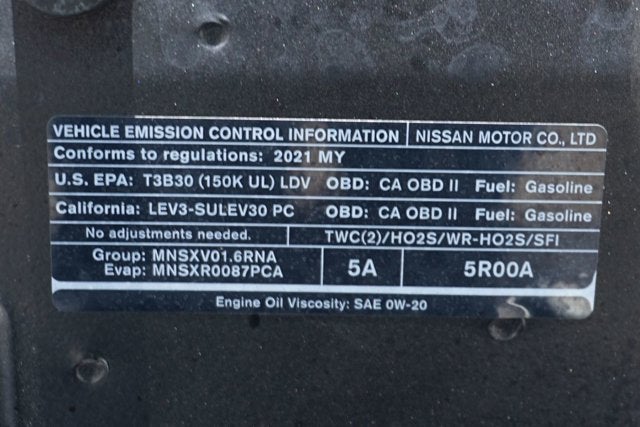 VEHICLE EMISSION CONTROL INFORMATION NISSAN MOTOR CO., LTD
Conforms to regulations: 2021 MY
U.S. EPA: T3B30 (150K UL) LDV OBD: CA OBD II Fuel: Gasoline
California: LEV3-SULEV30 PC OBD: CA OBD II Fuel: Gasoline
No adjustments needed. TWC(2)/HO2S/WR-HO2S/SFI
Group: MNSXV01.6RNA
Evap: MNSXR0087PCA
5A 5R00A
Engine Oil Viscosity: SAE 0W-20